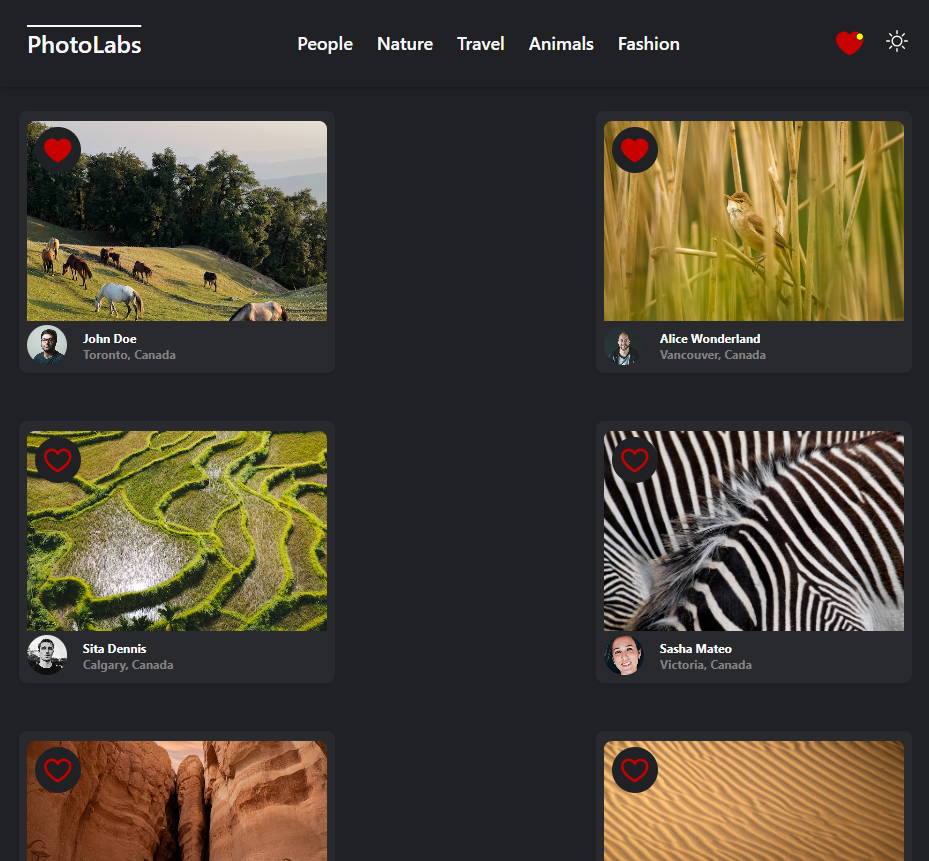 PhotoLabs
People Nature Travel Animals Fashion
John Doe
Toronto, Canada
Alice Wonderland
Vancouver, Canada
Sita Dennis
Calgary, Canada
Sasha Mateo
Victoria, Canada